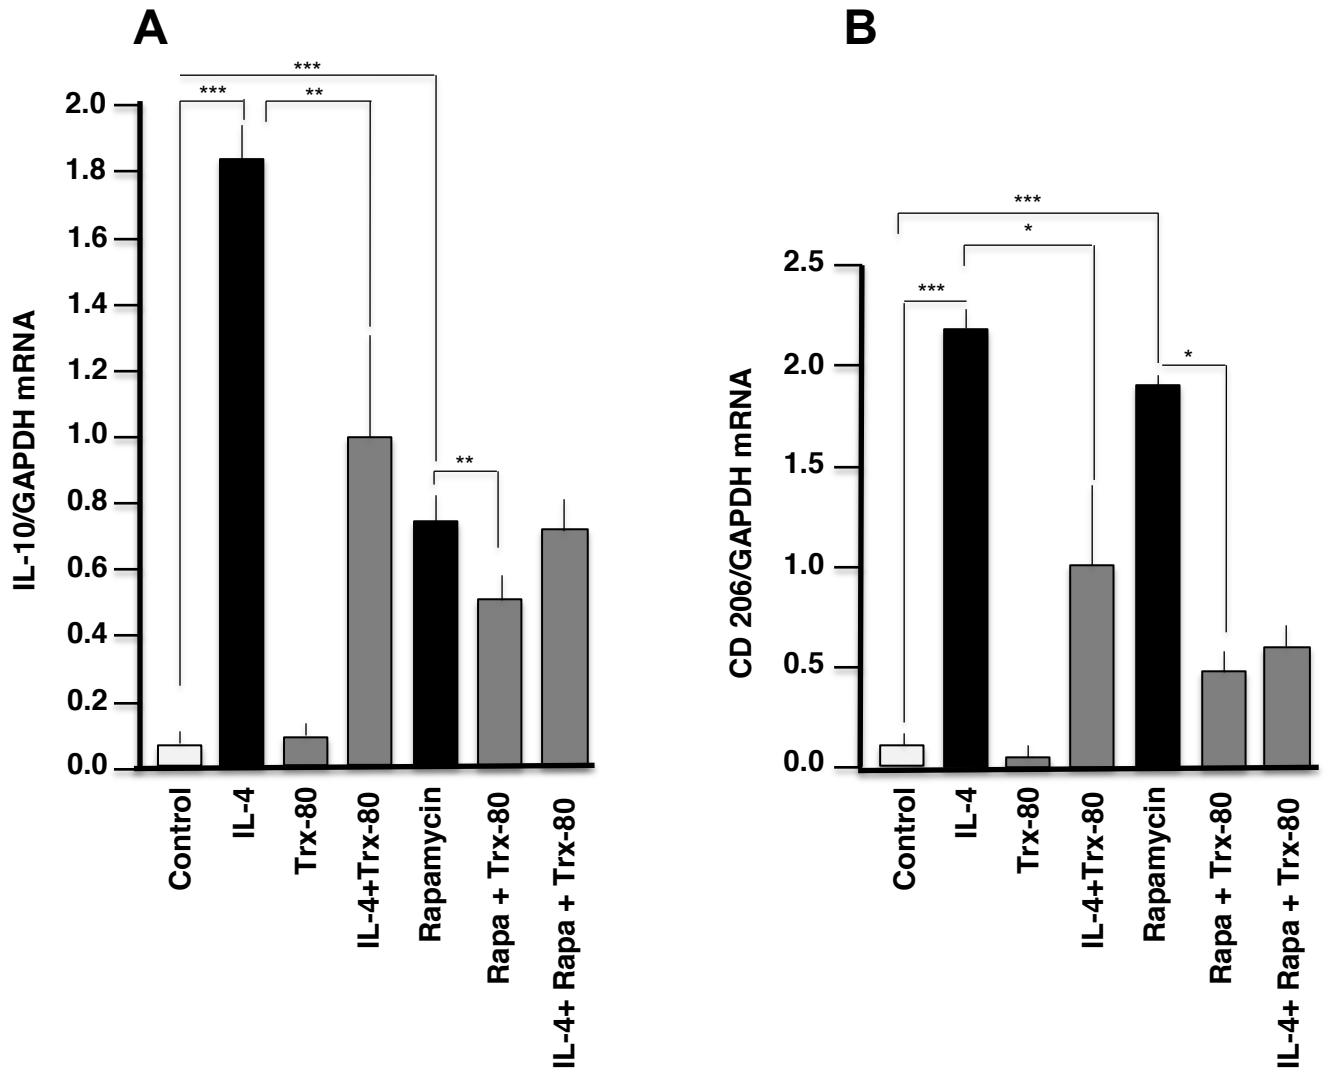 A
***
***
**
2.0
1.8
1.6
1.4
1.2
1.0
0.8
0.6
0.4
0.2
0.0
**
IL-10/GAPDH mRNA
Control
IL-4
Trx-80
IL-4+Trx-80
Rapamycin
Rapa + Trx-80
IL-4+ Rapa + Trx-80
B
***
*
***
*
2.5
2.0
1.5
1.0
0.5
0.0
CD 206/GAPDH mRNA
Control
IL-4
Trx-80
IL-4+Trx-80
Rapamycin
Rapa + Trx-80
IL-4+ Rapa + Trx-80